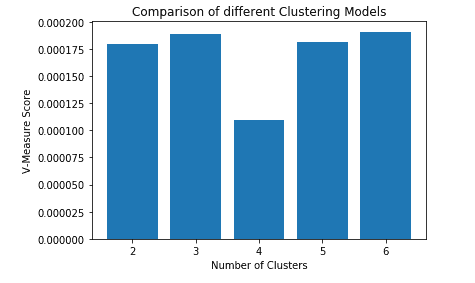 Comparison of different Clustering Models
0.000200
0.000175
0.000150
0.000125
0.000100
0.000075
0.000050
0.000025
0.000000
V-Measure Score
2 3 4 5 6
Number of Clusters